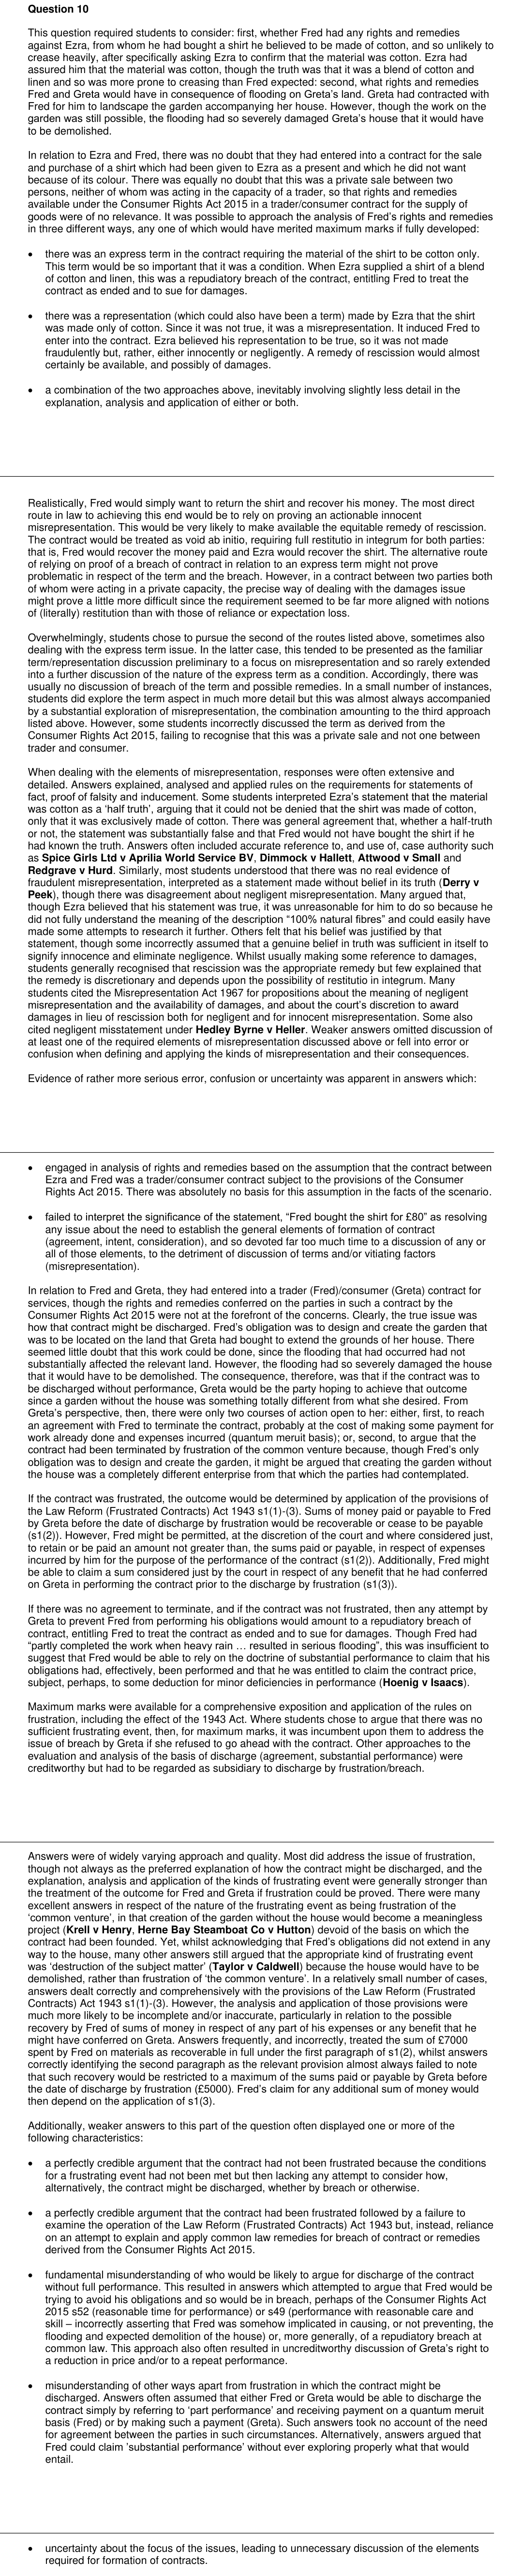 Question 10
This question required students to consider: first, whether Fred had any rights and remedies
against Ezra, from whom he had bought a shirt he believed to be made of cotton, and so unlikely to
crease heavily, after specifically asking Ezra to confirm that the material was cotton. Ezra had
assured him that the material was cotton, though the truth was that it was a blend of cotton and
linen and so was more prone to creasing than Fred expected: second, what rights and remedies
Fred and Greta would have in consequence of flooding on Greta's land. Greta had contracted with
Fred for him to landscape the garden accompanying her house. However, though the work on the
garden was still possible, the flooding had so severely damaged Greta's house that it would have
to be demolished.
In relation to Ezra and Fred, there was no doubt that they had entered into a contract for the sale
and purchase of a shirt which had been given to Ezra as a present and which he did not want
because of its colour. There was equally no doubt that this was a private sale between two
persons, neither of whom was acting in the capacity of a trader, so that rights and remedies
available under the Consumer Rights Act 2015 in a trader/consumer contract for the supply of
goods were of no relevance. It was possible to approach the analysis of Fred's rights and remedies
in three different ways, any one of which would have merited maximum marks if fully developed:
• there was an express term in the contract requiring the material of the shirt to be cotton only.
This term would be so important that it was a condition. When Ezra supplied a shirt of a blend
of cotton and linen, this was a repudiatory breach of the contract, entitling Fred to treat the
contract as ended and to sue for damages.
• there was a representation (which could also have been a term) made by Ezra that the shirt
was made only of cotton. Since it was not true, it was a misrepresentation. It induced Fred to
enter into the contract. Ezra believed his representation to be true, so it was not made
fraudulently but, rather, either innocently or negligently. A remedy of rescission would almost
certainly be available, and possibly of damages.
• a combination of the two approaches above, inevitably involving slightly less detail in the
explanation, analysis and application of either or both.
Realistically, Fred would simply want to return the shirt and recover his money. The most direct
route in law to achieving this end would be to rely on proving an actionable innocent
misrepresentation. This would be very likely to make available the equitable remedy of rescission.
The contract would be treated as void ab initio, requiring full restitutio in integrum for both parties:
that is, Fred would recover the money paid and Ezra would recover the shirt. The alternative route
of relying on proof of a breach of contract in relation to an express term might not prove
problematic in respect of the term and the breach. However, in a contract between two parties both
of whom were acting in a private capacity, the precise way of dealing with the damages issue
might prove a little more difficult since the requirement seemed to be far more aligned with notions
of (literally) restitution than with those of reliance or expectation loss.
Overwhelmingly, students chose to pursue the second of the routes listed above, sometimes also
dealing with the express term issue. In the latter case, this tended to be presented as the familiar
term/representation discussion preliminary to a focus on misrepresentation and so rarely extended
into a further discussion of the nature of the express term as a condition. Accordingly, there was
usually no discussion of breach of the term and possible remedies. In a small number of instances,
students did explore the term aspect in much more detail but this was almost always accompanied
by a substantial exploration of misrepresentation, the combination amounting to the third approach
listed above. However, some students incorrectly discussed the term as derived from the
Consumer Rights Act 2015, failing to recognise that this was a private sale and not one between
trader and consumer.
When dealing with the elements of misrepresentation, responses were often extensive and
detailed. Answers explained, analysed and applied rules on the requirements for statements of
fact, proof of falsity and inducement. Some students interpreted Ezra's statement that the material
was cotton as a 'half truth', arguing that it could not be denied that the shirt was made of cotton,
only that it was exclusively made of cotton. There was general agreement that, whether a half-truth
or not, the statement was substantially false and that Fred would not have bought the shirt if he
had known the truth. Answers often included accurate reference to, and use of, case authority such
as Spice Girls Ltd v Aprilia World Service BV, Dimmock v Hallett, Attwood v Small and
Redgrave v Hurd. Similarly, most students understood that there was no real evidence of
fraudulent misrepresentation, interpreted as a statement made without belief in its truth (Derry v
Peek), though there was disagreement about negligent misrepresentation. Many argued that,
though Ezra believed that his statement was true, it was unreasonable for him to do so because he
did not fully understand the meaning of the description "100% natural fibres" and could easily have
made some attempts to research it further. Others felt that his belief was justified by that
statement, though some incorrectly assumed that a genuine belief in truth was sufficient in itself to
signify innocence and eliminate negligence. Whilst usually making some reference to damages,
students generally recognised that rescission was the appropriate remedy but few explained that
the remedy is discretionary and depends upon the possibility of restitutio in integrum. Many
students cited the Misrepresentation Act 1967 for propositions about the meaning of negligent
misrepresentation and the availability of damages, and about the court's discretion to award
damages in lieu of rescission both for negligent and for innocent misrepresentation. Some also
cited negligent misstatement under Hedley Byrne v Heller. Weaker answers omitted discussion of
at least one of the required elements of misrepresentation discussed above or fell into error or
confusion when defining and applying the kinds of misrepresentation and their consequences.
Evidence of rather more serious error, confusion or uncertainty was apparent in answers which:
• engaged in analysis of rights and remedies based on the assumption that the contract between
Ezra and Fred was a trader/consumer contract subject to the provisions of the Consumer
Rights Act 2015. There was absolutely no basis for this assumption in the facts of the scenario.
• failed to interpret the significance of the statement, "Fred bought the shirt for £80" as resolving
any issue about the need to establish the general elements of formation of contract
(agreement, intent, consideration), and so devoted far too much time to a discussion of any or
all of those elements, to the detriment of discussion of terms and/or vitiating factors
(misrepresentation).
In relation to Fred and Greta, they had entered into a trader (Fred)/consumer (Greta) contract for
services, though the rights and remedies conferred on the parties in such a contract by the
Consumer Rights Act 2015 were not at the forefront of the concerns. Clearly, the true issue was
how that contract might be discharged. Fred's obligation was to design and create the garden that
was to be located on the land that Greta had bought to extend the grounds of her house. There
seemed little doubt that this work could be done, since the flooding that had occurred had not
substantially affected the relevant land. However, the flooding had so severely damaged the house
that it would have to be demolished. The consequence, therefore, was that if the contract was to
be discharged without performance, Greta would be the party hoping to achieve that outcome
since a garden without the house was something totally different from what she desired. From
Greta's perspective, then, there were only two courses of action open to her: either, first, to reach
an agreement with Fred to terminate the contract, probably at the cost of making some payment for
work already done and expenses incurred (quantum meruit basis); or, second, to argue that the
contract had been terminated by frustration of the common venture because, though Fred's only
obligation was to design and create the garden, it might be argued that creating the garden without
the house was a completely different enterprise from that which the parties had contemplated.
If the contract was frustrated, the outcome would be determined by application of the provisions of
the Law Reform (Frustrated Contracts) Act 1943 s1(1)-(3). Sums of money paid or payable to Fred
by Greta before the date of discharge by frustration would be recoverable or cease to be payable
(s1(2)). However, Fred might be permitted, at the discretion of the court and where considered just,
to retain or be paid an amount not greater than, the sums paid or payable, in respect of expenses
incurred by him for the purpose of the performance of the contract (s1(2)). Additionally, Fred might
be able to claim a sum considered just by the court in respect of any benefit that he had conferred
on Greta in performing the contract prior to the discharge by frustration (s1(3)).
If there was no agreement to terminate, and if the contract was not frustrated, then any attempt by
Greta to prevent Fred from performing his obligations would amount to a repudiatory breach of
contract, entitling Fred to treat the contract as ended and to sue for damages. Though Fred had
"partly completed the work when heavy rain … resulted in serious flooding", this was insufficient to
suggest that Fred would be able to rely on the doctrine of substantial performance to claim that his
obligations had, effectively, been performed and that he was entitled to claim the contract price,
subject, perhaps, to some deduction for minor deficiencies in performance (Hoenig v Isaacs).
Maximum marks were available for a comprehensive exposition and application of the rules on
frustration, including the effect of the 1943 Act. Where students chose to argue that there was no
sufficient frustrating event, then, for maximum marks, it was incumbent upon them to address the
issue of breach by Greta if she refused to go ahead with the contract. Other approaches to the
evaluation and analysis of the basis of discharge (agreement, substantial performance) were
creditworthy but had to be regarded as subsidiary to discharge by frustration/breach.
Answers were of widely varying approach and quality. Most did address the issue of frustration,
though not always as the preferred explanation of how the contract might be discharged, and the
explanation, analysis and application of the kinds of frustrating event were generally stronger than
the treatment of the outcome for Fred and Greta if frustration could be proved. There were many
excellent answers in respect of the nature of the frustrating event as being frustration of the
'common venture', in that creation of the garden without the house would become a meaningless
project (Krell v Henry, Herne Bay Steamboat Co v Hutton) devoid of the basis on which the
contract had been founded. Yet, whilst acknowledging that Fred's obligations did not extend in any
way to the house, many other answers still argued that the appropriate kind of frustrating event
was 'destruction of the subject matter' (Taylor v Caldwell) because the house would have to be
demolished, rather than frustration of 'the common venture'. In a relatively small number of cases,
answers dealt correctly and comprehensively with the provisions of the Law Reform (Frustrated
Contracts) Act 1943 s1(1)-(3). However, the analysis and application of those provisions were
much more likely to be incomplete and/or inaccurate, particularly in relation to the possible
recovery by Fred of sums of money in respect of any part of his expenses or any benefit that he
might have conferred on Greta. Answers frequently, and incorrectly, treated the sum of £7000
spent by Fred on materials as recoverable in full under the first paragraph of s1(2), whilst answers
correctly identifying the second paragraph as the relevant provision almost always failed to note
that such recovery would be restricted to a maximum of the sums paid or payable by Greta before
the date of discharge by frustration (£5000). Fred's claim for any additional sum of money would
then depend on the application of s1(3).
Additionally, weaker answers to this part of the question often displayed one or more of the
following characteristics:
• a perfectly credible argument that the contract had not been frustrated because the conditions
for a frustrating event had not been met but then lacking any attempt to consider how,
alternatively, the contract might be discharged, whether by breach or otherwise.
• a perfectly credible argument that the contract had been frustrated followed by a failure to
examine the operation of the Law Reform (Frustrated Contracts) Act 1943 but, instead, reliance
on an attempt to explain and apply common law remedies for breach of contract or remedies
derived from the Consumer Rights Act 2015.
• fundamental misunderstanding of who would be likely to argue for discharge of the contract
without full performance. This resulted in answers which attempted to argue that Fred would be
trying to avoid his obligations and so would be in breach, perhaps of the Consumer Rights Act
2015 s52 (reasonable time for performance) or s49 (performance with reasonable care and
skill – incorrectly asserting that Fred was somehow implicated in causing, or not preventing, the
flooding and expected demolition of the house) or, more generally, of a repudiatory breach at
common law. This approach also often resulted in uncreditworthy discussion of Greta's right to
a reduction in price and/or to a repeat performance.
• misunderstanding of other ways apart from frustration in which the contract might be
discharged. Answers often assumed that either Fred or Greta would be able to discharge the
contract simply by referring to 'part performance' and receiving payment on a quantum meruit
basis (Fred) or by making such a payment (Greta). Such answers took no account of the need
for agreement between the parties in such circumstances. Alternatively, answers argued that
Fred could claim 'substantial performance' without ever exploring properly what that would
entail.
• uncertainty about the focus of the issues, leading to unnecessary discussion of the elements
required for formation of contracts.